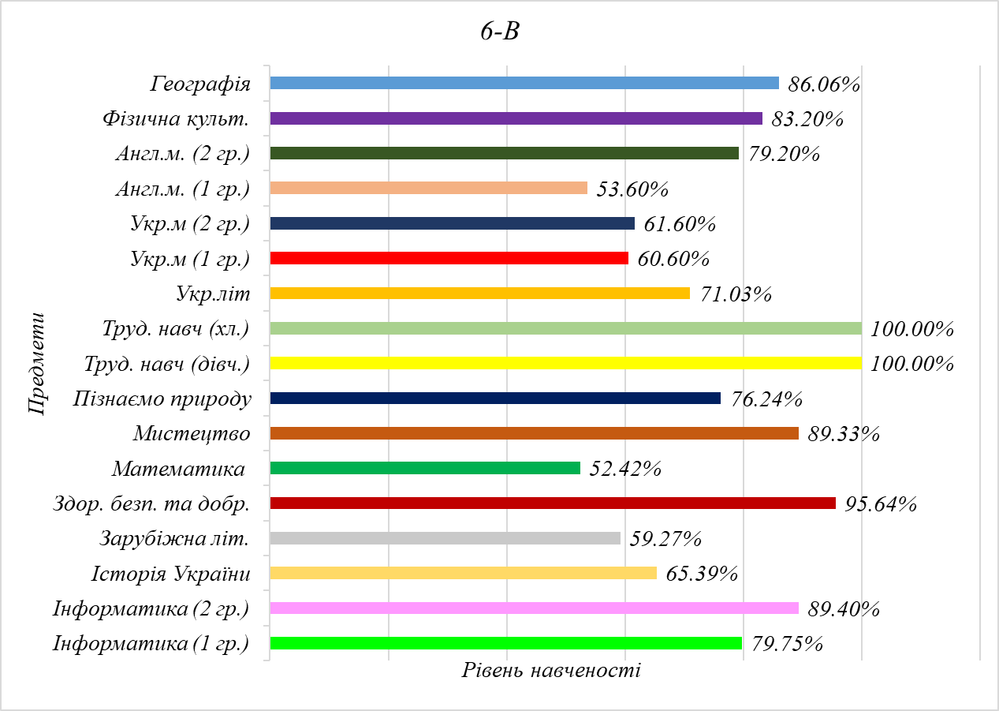 6-В
Географія 86.06%
Фізична культ. 83.20%
Англ.м. (2 гр.) 79.20%
Англ.м. (1 гр.) 53.60%
Укр.м (2 гр.) 61.60%
Укр.м (1 гр.) 60.60%
Укр.літ 71.03%
Труд. навч (хл.) 100.00%
Труд. навч (дівч.) 100.00%
Пізнаємо природу 76.24%
Мистецтво 89.33%
Математика 52.42%
Здор. безп. та добр. 95.64%
Зарубіжна літ. 59.27%
Історія України 65.39%
Інформатика (2 гр.) 89.40%
Інформатика (1 гр.) 79.75%
Предмети
Рівень навченості